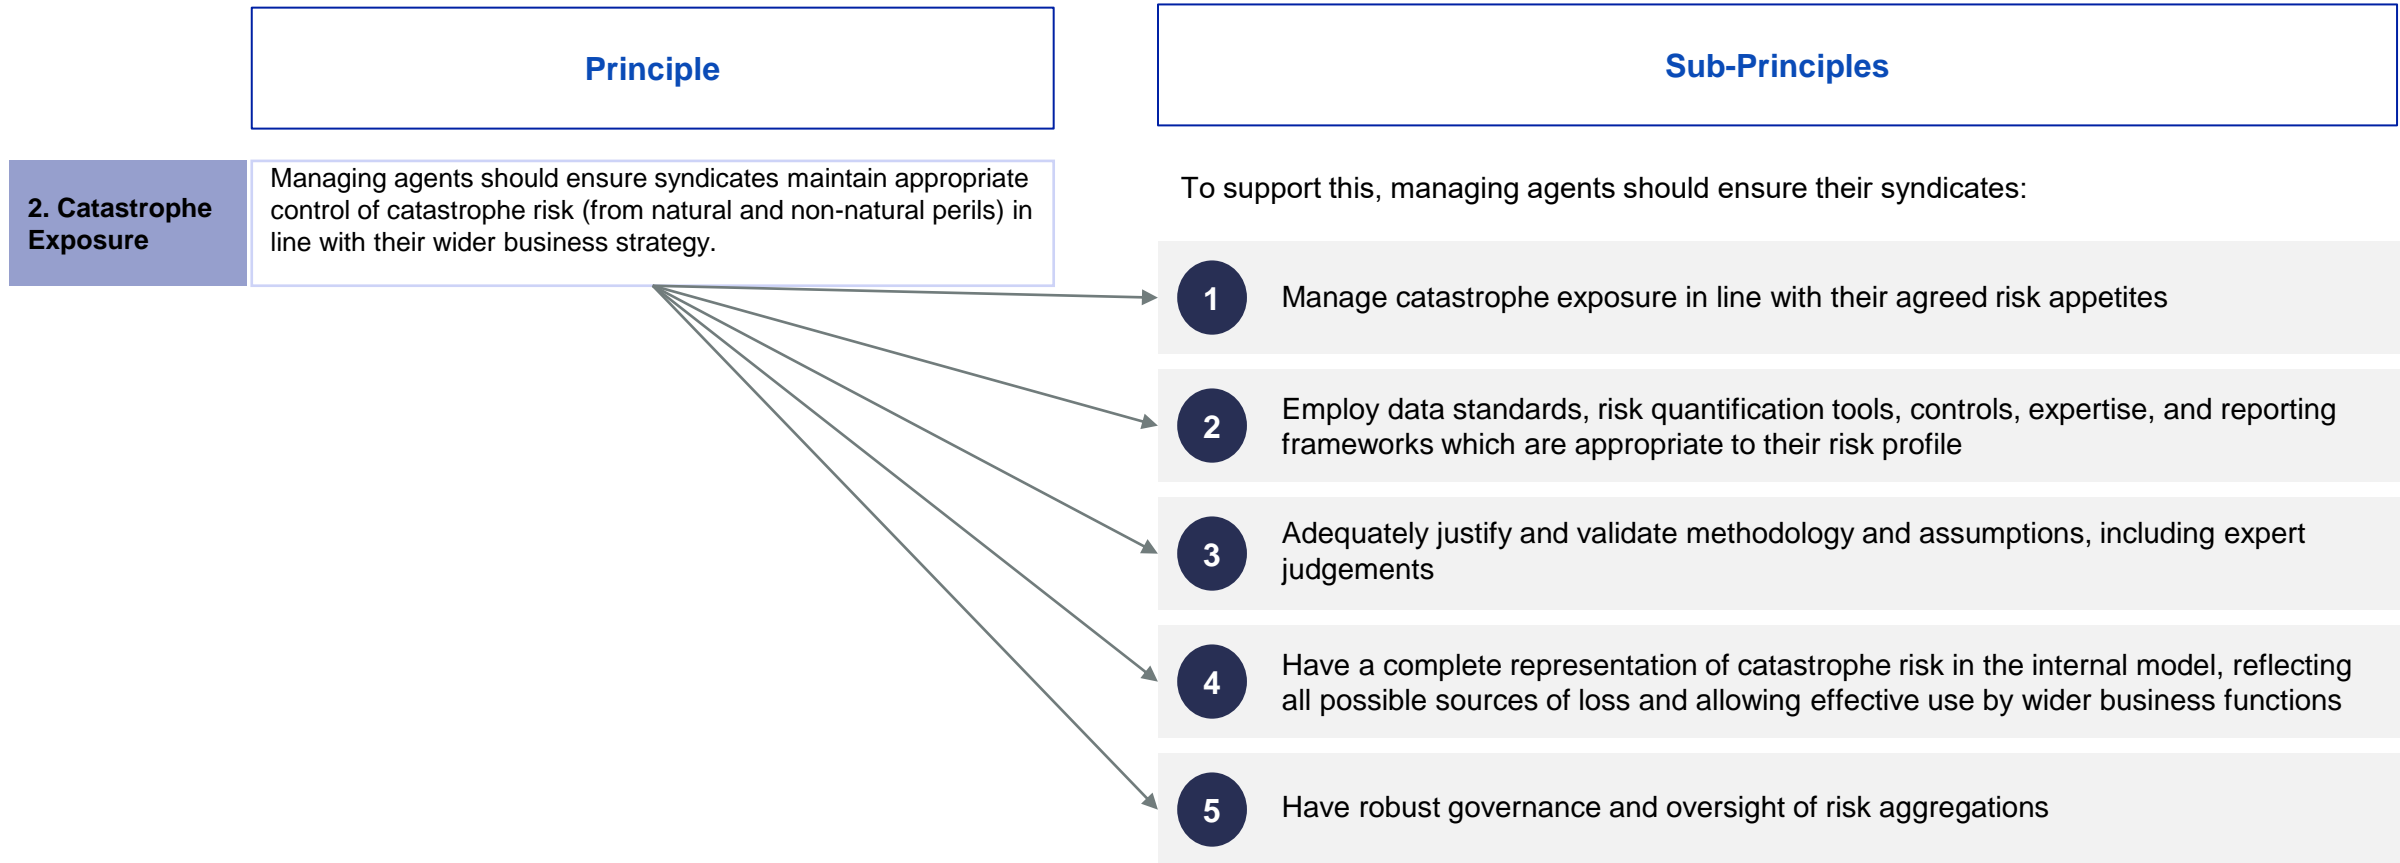 Principle
Sub-Principles
2. Catastrophe
Exposure
Managing agents should ensure syndicates maintain appropriate
control of catastrophe risk (from natural and non-natural perils) in
line with their wider business strategy.
To support this, managing agents should ensure their syndicates:
1
Manage catastrophe exposure in line with their agreed risk appetites
2
Employ data standards, risk quantification tools, controls, expertise, and reporting
frameworks which are appropriate to their risk profile
3
Adequately justify and validate methodology and assumptions, including expert
judgements
4
Have a complete representation of catastrophe risk in the internal model, reflecting
all possible sources of loss and allowing effective use by wider business functions
5
Have robust governance and oversight of risk aggregations